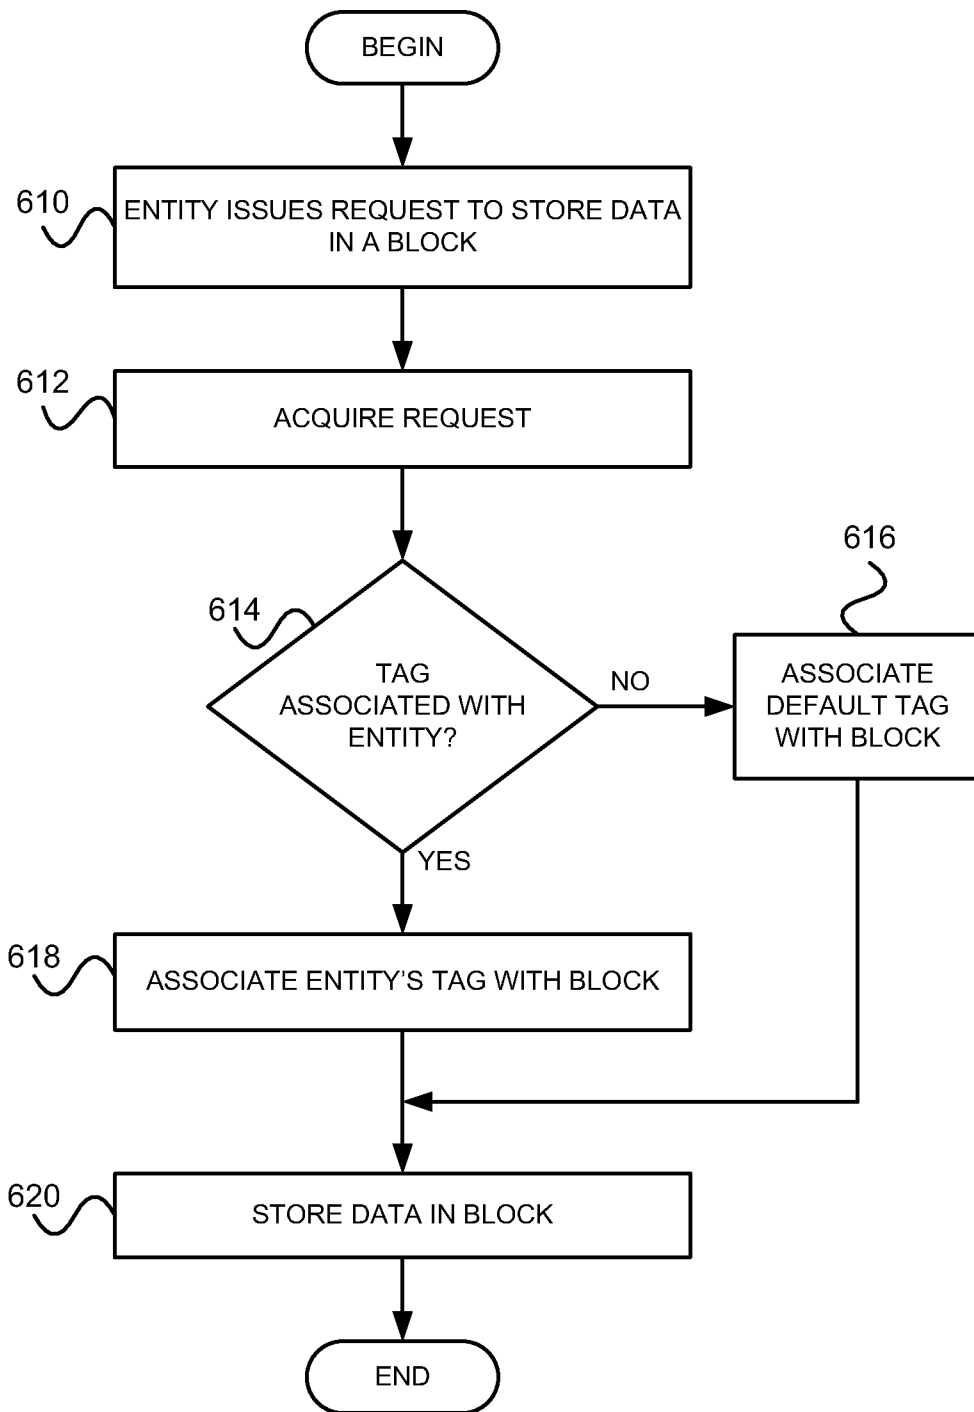 BEGIN
610
ENTITY ISSUES REQUEST TO STORE DATA
IN A BLOCK
612
ACQUIRE REQUEST
616
614
TAG
ASSOCIATED WITH
ENTITY?
NO
ASSOCIATE
DEFAULT TAG
WITH BLOCK
YES
618
ASSOCIATE ENTITY'S TAG WITH BLOCK
620
STORE DATA IN BLOCK
END